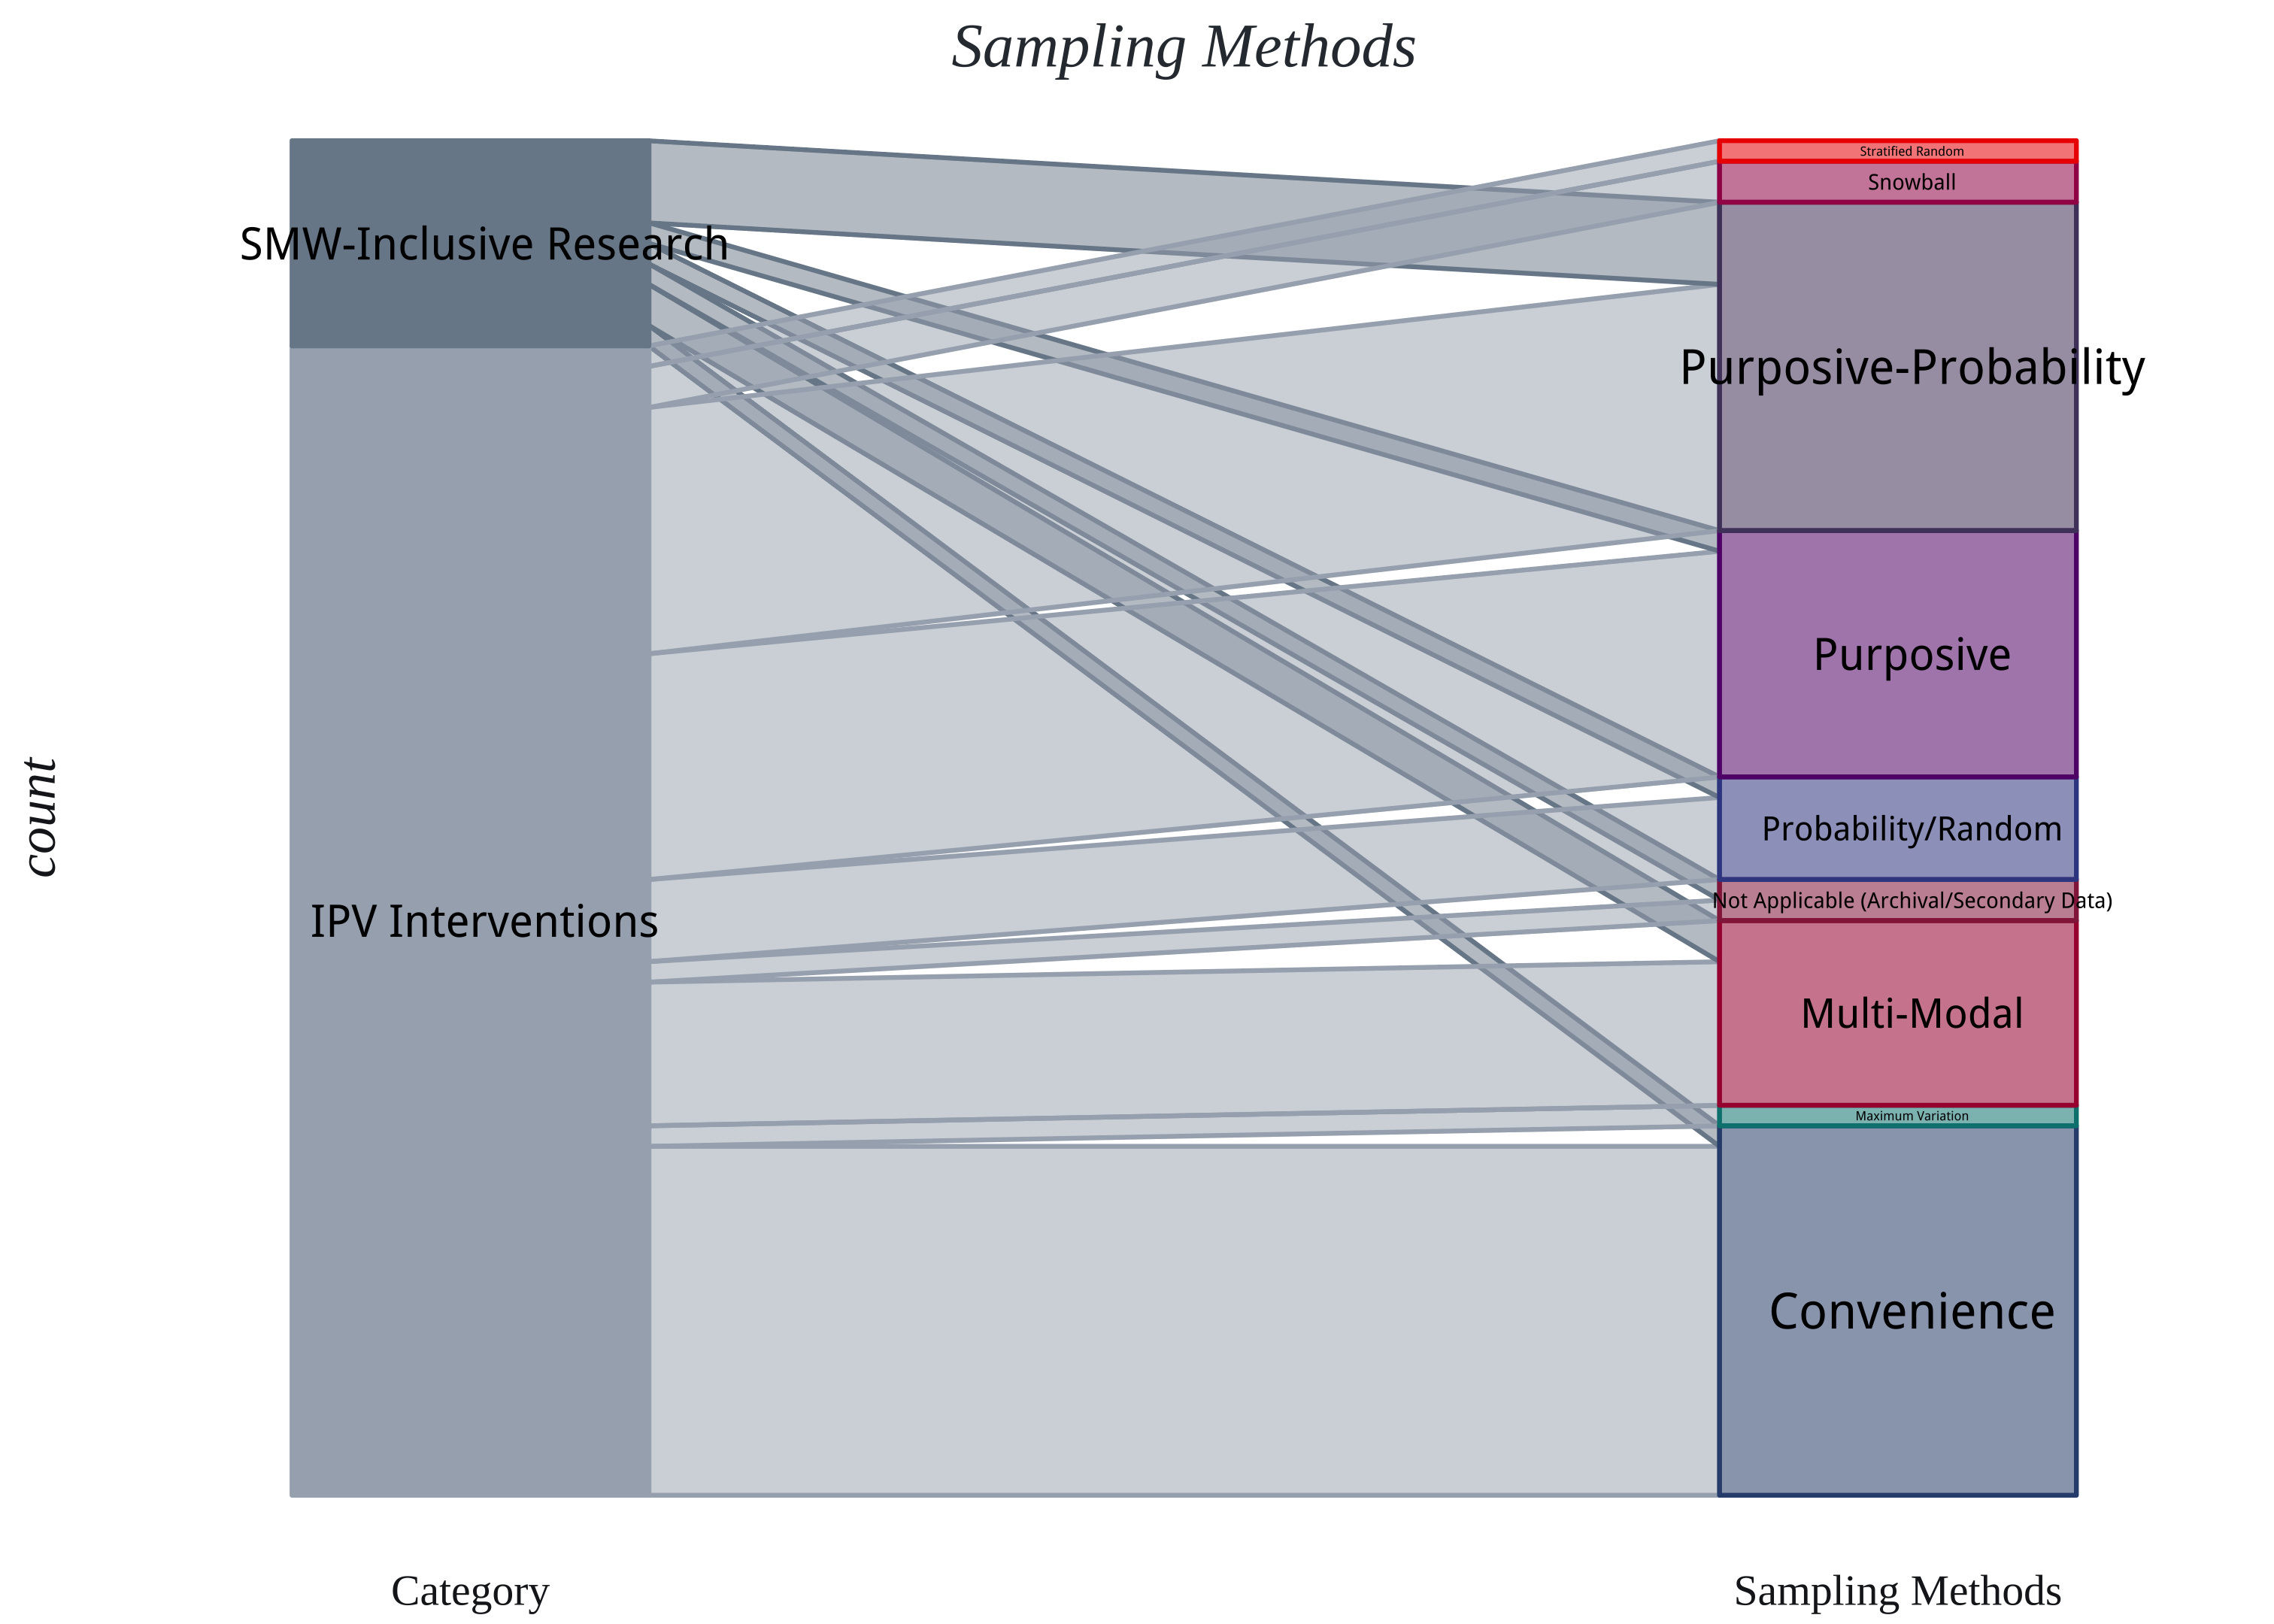 Sampling Methods
count
SMW-Inclusive Research
IPV Interventions
Stratified Random
Snowball
Purposive-Probability
Purposive
Probability/Random
Not Applicable (Archival/Secondary Data)
Multi-Modal
Maximum Variation
Convenience
Category
Sampling Methods